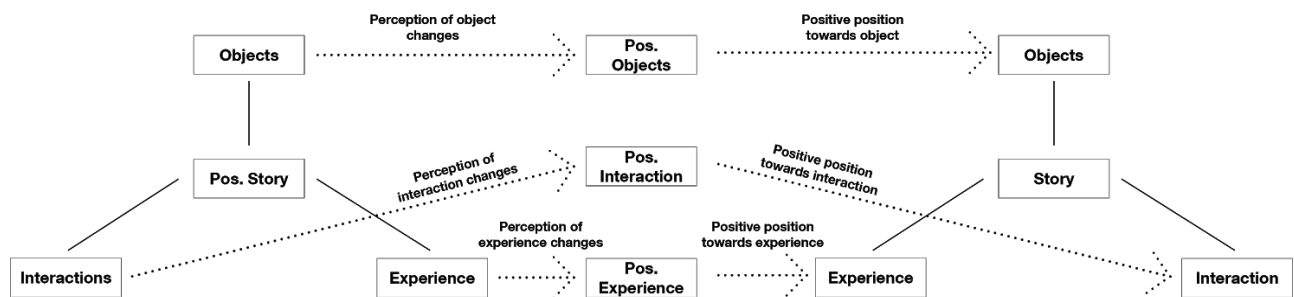 Perception of object
changes
Positive position
towards object
Objects
Pos.
Objects
Objects
Perception of
interaction changes
Pos.
Interaction
Positive position
towards interaction
Pos. Story
Story
Perception of
experience changes
Positive position
towards experience
Interactions
Experience
Pos.
Experience
Experience
Interaction